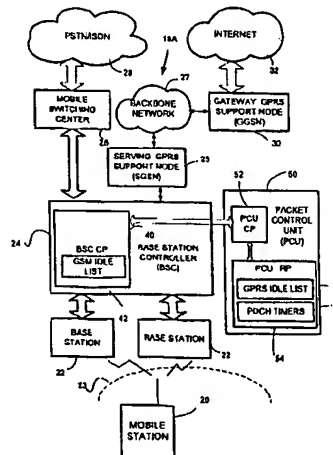 PSTN/ISDN
28
18A
INTERNET
32
27
BACKBONE
NETWORK
MOBILE
SWITCHING
CENTER
26
GATEWAY GPRS
SUPPORT NODE
(GGSN)
30
SERVING GPRS
SUPPORT NODE
(SGSN)
25
52
50
PCU
CP
PACKET
CONTROL
UNIT
(PCU)
24
40
BSC CP
GSM IDLE
LIST
BASE STATION
CONTROLLER
(BSC)
42
PCU RP
GPRS IDLE LIST
PDCH TIMERS
54
BASE
STATION
BASE
STATION
22
22
23
20
MOBILE
STATION